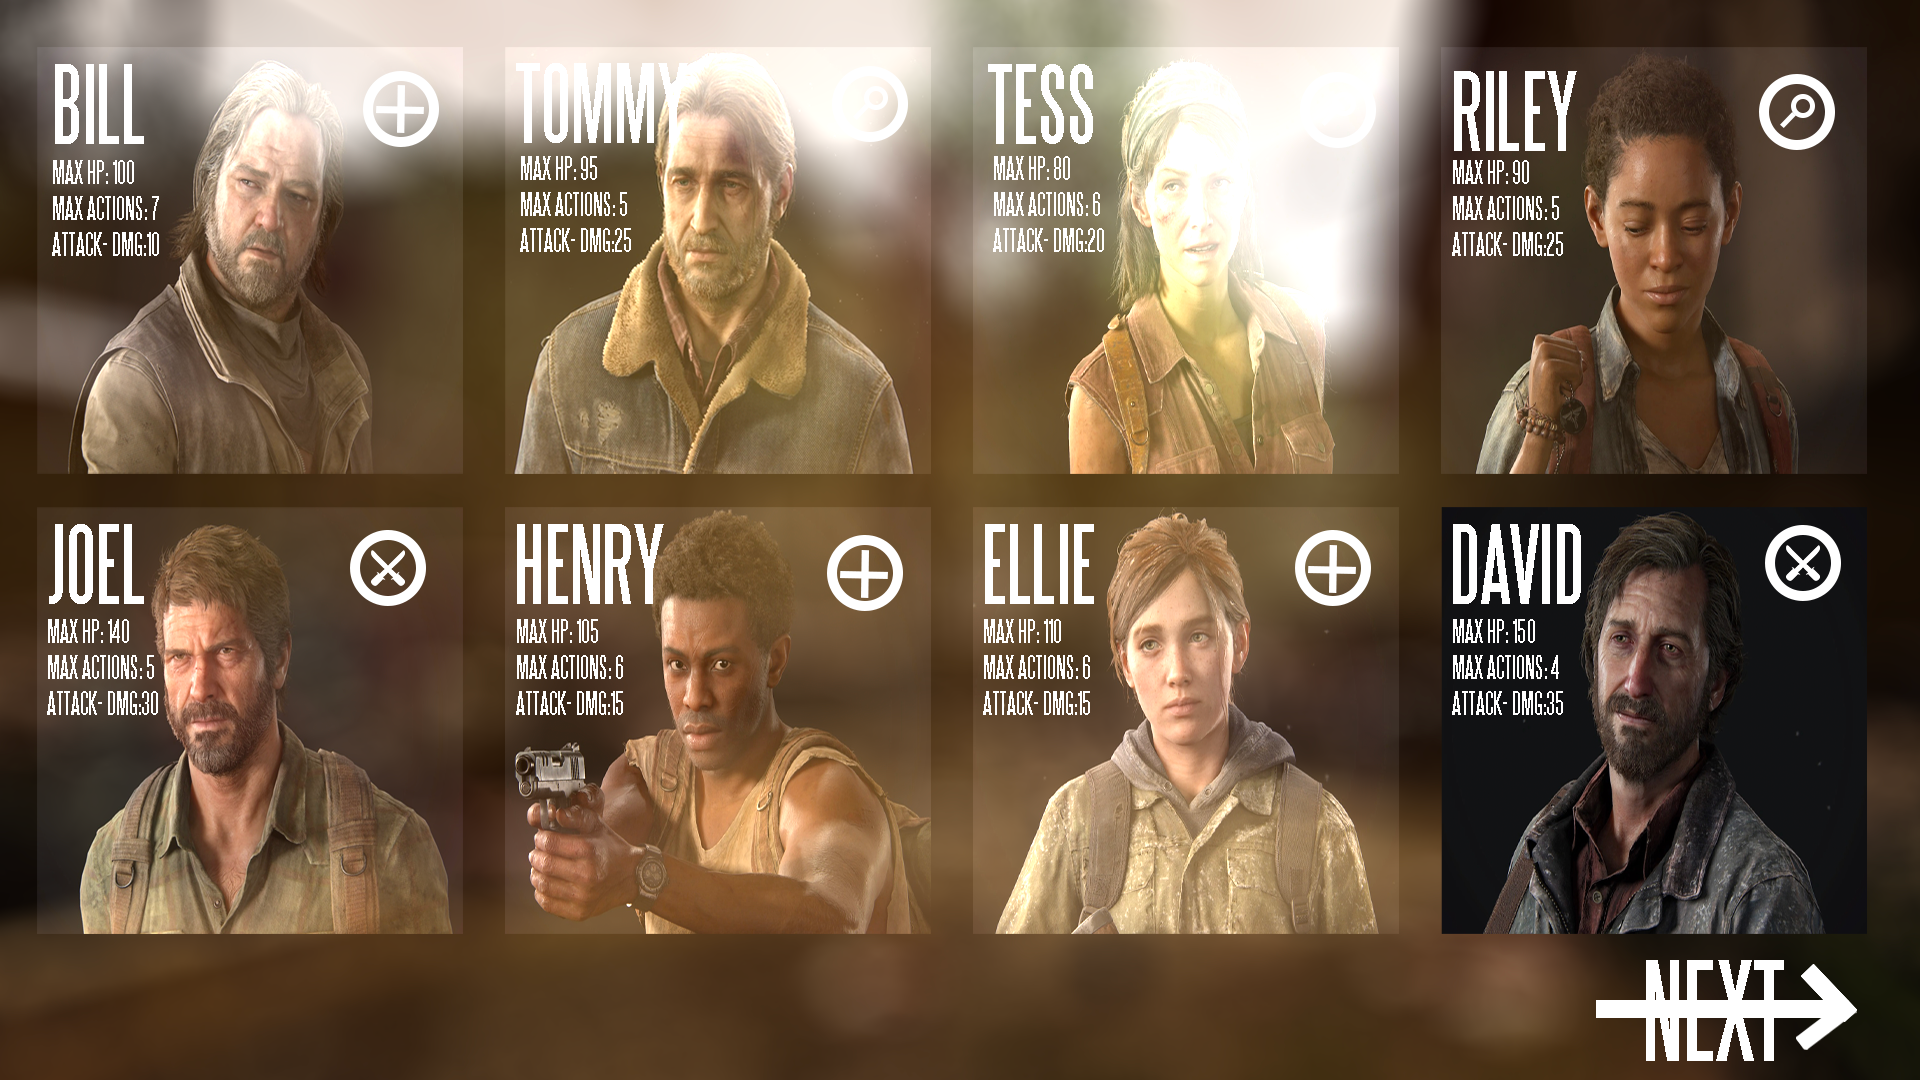 BILL
MAX HP: 100
MAX ACTIONS: 7
ATTACK- DMG:10
TOMMY
MAX HP: 95
MAX ACTIONS: 5
ATTACK- DMG:25
TESS
MAX HP: 80
MAX ACTIONS: 6
ATTACK- DMG:20
RILEY
MAX HP: 90
MAX ACTIONS: 5
ATTACK- DMG:25
JOEL
MAX HP: 140
MAX ACTIONS: 5
ATTACK- DMG:30
HENRY
MAX HP: 105
MAX ACTIONS: 6
ATTACK- DMG:15
ELLIE
MAX HP: 110
MAX ACTIONS: 6
ATTACK- DMG:15
DAVID
MAX HP: 150
MAX ACTIONS: 4
ATTACK- DMG:35
NEXT